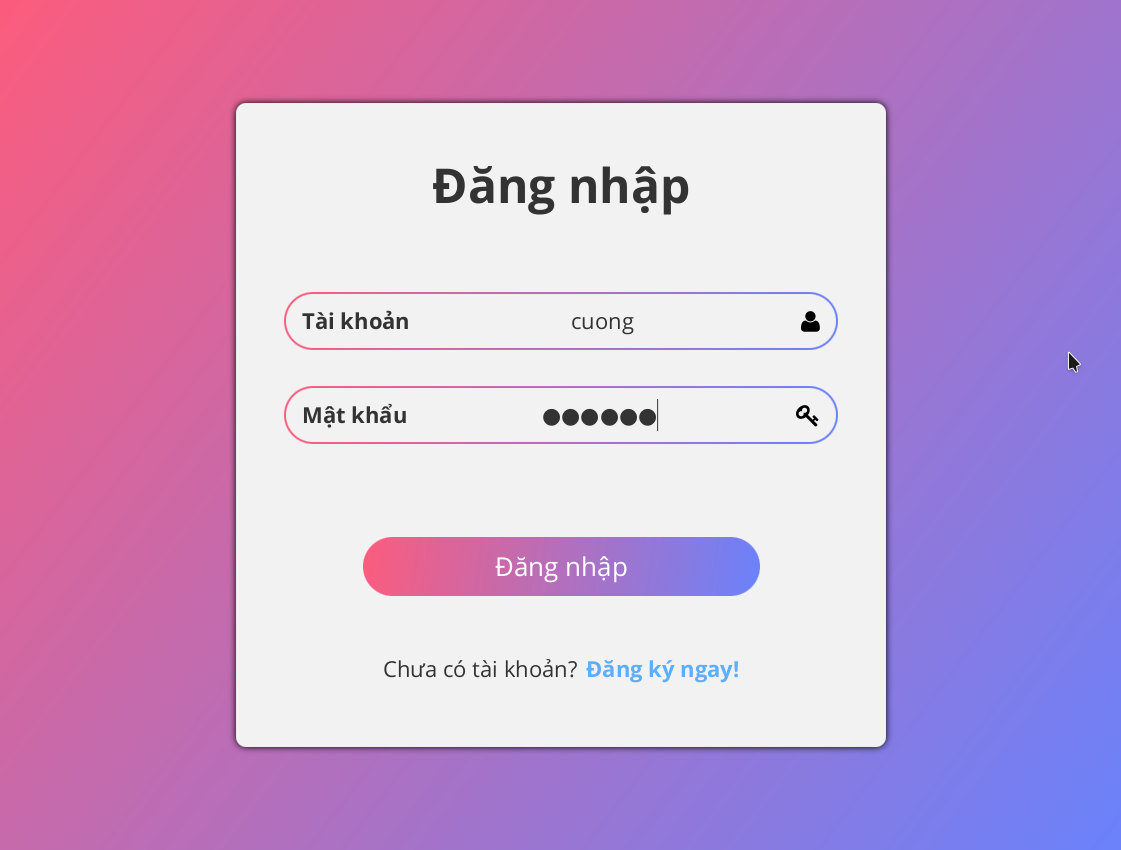 Đăng nhập
Tài khoản cuong
Mật khẩu ●●●●●●
Đăng nhập
Chưa có tài khoản? Đăng ký ngay!